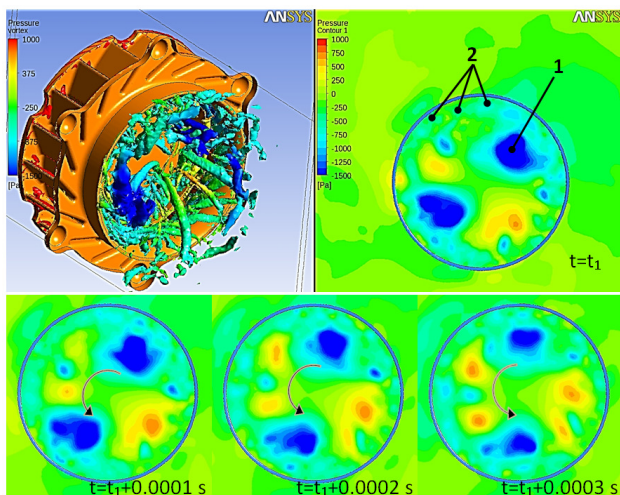 ANSYS
Pressure
vortex
1000
375
-250
-875
-1500
[Pa]
ANSYS
Pressure
Contour 1
1000
750
500
250
0
-250
-500
-750
-1000
-1250
-1500
[Pa]
2
1
t=t1
t=t1+0.0001 s
t=t1+0.0002 s
t=t1+0.0003 s